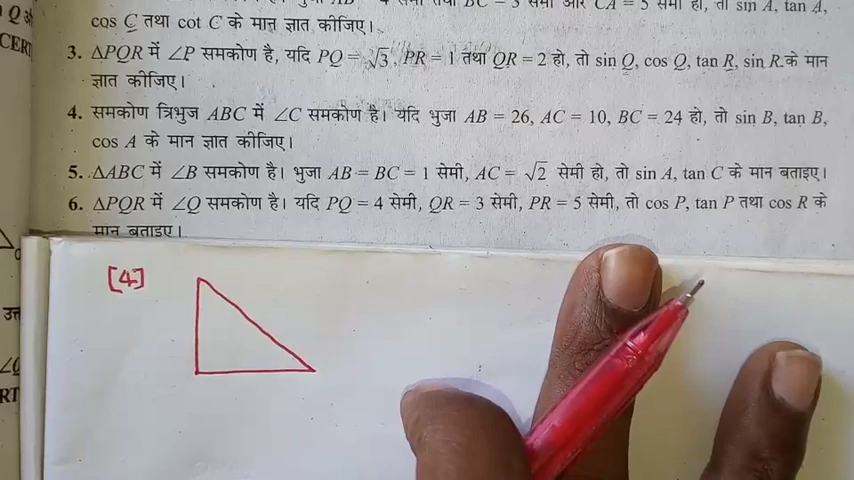 cos C तथा cot C के मान ज्ञात कीजिए।
3. ΔPQR में ∠P समकोण है, यदि PQ = √3, PR = 1 तथा QR = 2 हो, तो sin Q, cos Q, tan R, sin R के मान
ज्ञात कीजिए।
4. समकोण त्रिभुज ABC में ∠C समकोण है। यदि भुजा AB = 26, AC = 10, BC = 24 हो, तो sin B, tan B,
cos A के मान ज्ञात कीजिए।
5. ΔABC में ∠B समकोण है। भुजा AB = BC = 1 सेमी, AC = √2 सेमी हो, तो sin A, tan C के मान बताइए।
6. ΔPQR में ∠Q समकोण है। यदि PQ = 4 सेमी, QR = 3 सेमी, PR = 5 सेमी, तो cos P, tan P तथा cos R के
मान बताइए।
[4]